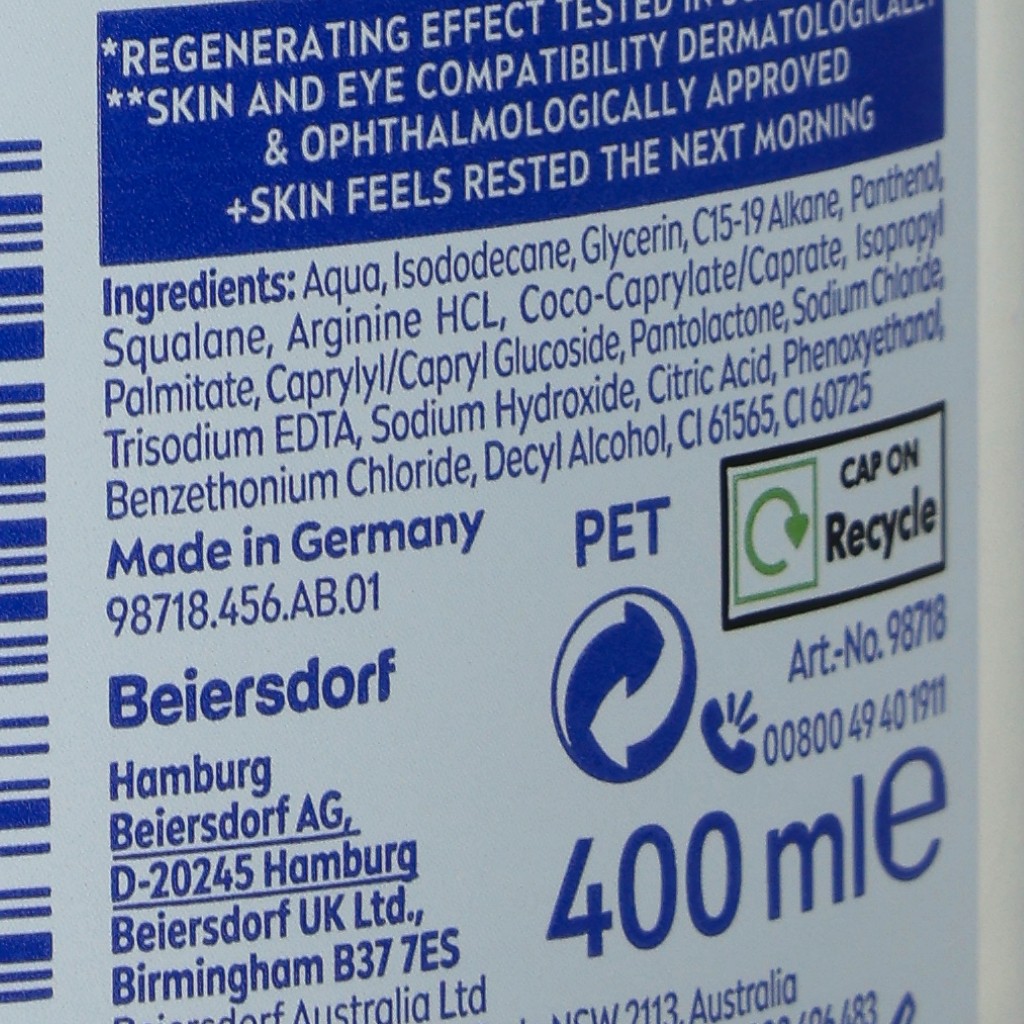 *REGENERATING EFFECT TESTED IN
**SKIN AND EYE COMPATIBILITY DERMATOLOGICALLY
& OPHTHALMOLOGICALLY APPROVED
+SKIN FEELS RESTED THE NEXT MORNING
Ingredients: Aqua, Isododecane, Glycerin, C15-19 Alkane, Panthenol,
Squalane, Arginine HCL, Coco-Caprylate/Caprate, Isopropyl
Palmitate, Caprylyl/Capryl Glucoside, Pantolactone, Sodium Chloride,
Trisodium EDTA, Sodium Hydroxide, Citric Acid, Phenoxyethanol,
Benzethonium Chloride, Decyl Alcohol, CI 61565, CI 60725
Made in Germany
98718.456.AB.01
PET
CAP ON
Recycle
Art.-No. 98718
00800 49 40 1911
400 ml e
Beiersdorf
Hamburg
Beiersdorf AG,
D-20245 Hamburg
Beiersdorf UK Ltd.,
Birmingham B37 7ES
Beiersdorf Australia Ltd
NSW 2113, Australia